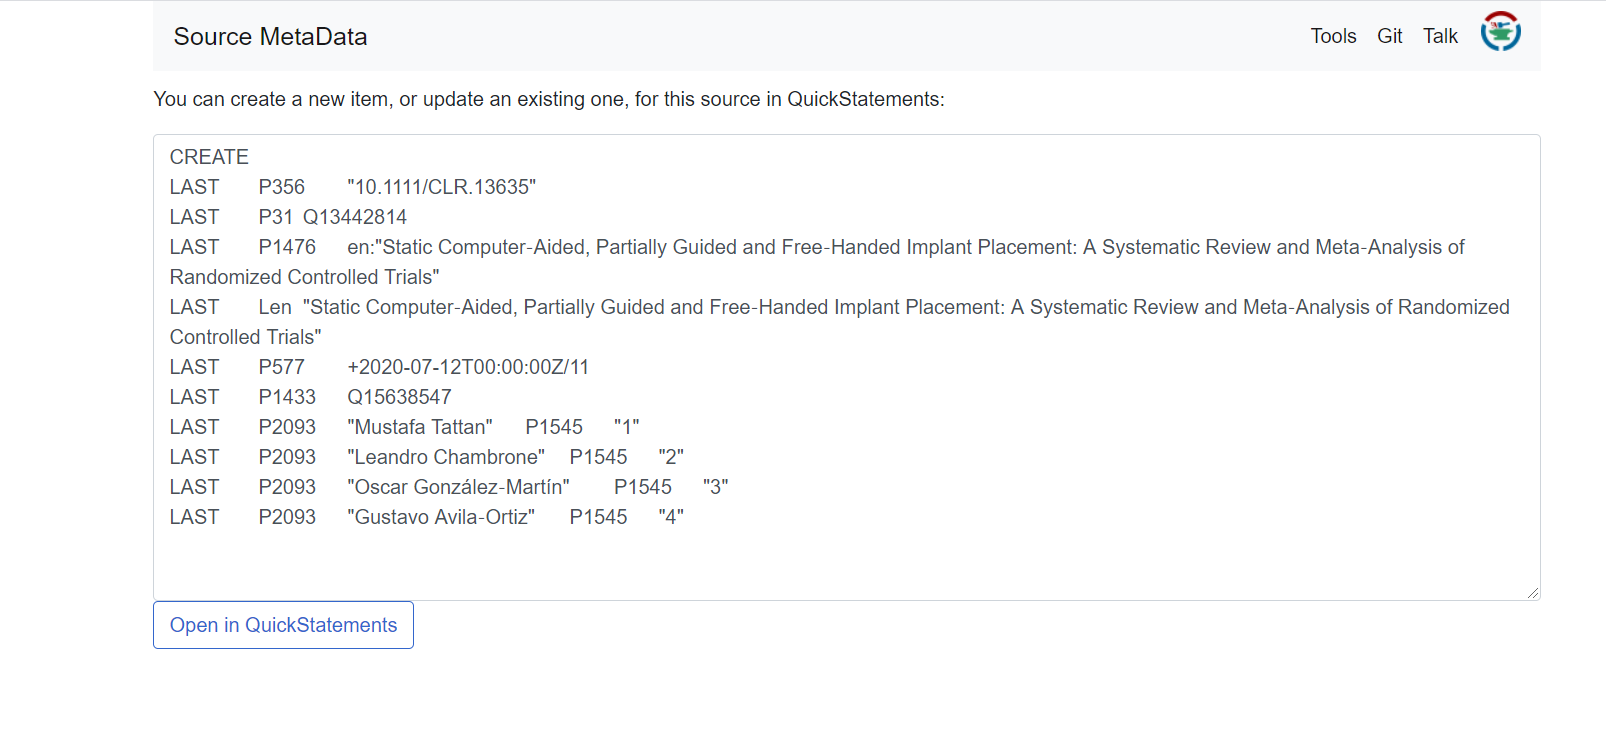 Source MetaData
Tools Git Talk
You can create a new item, or update an existing one, for this source in QuickStatements:
CREATE
LAST P356 "10.1111/CLR.13635"
LAST P31 Q13442814
LAST P1476 en:"Static Computer-Aided, Partially Guided and Free-Handed Implant Placement: A Systematic Review and Meta-Analysis of
Randomized Controlled Trials"
LAST Len "Static Computer-Aided, Partially Guided and Free-Handed Implant Placement: A Systematic Review and Meta-Analysis of Randomized
Controlled Trials"
LAST P577 +2020-07-12T00:00:00Z/11
LAST P1433 Q15638547
LAST P2093 "Mustafa Tattan" P1545 "1"
LAST P2093 "Leandro Chambrone" P1545 "2"
LAST P2093 "Oscar González-Martín" P1545 "3"
LAST P2093 "Gustavo Avila-Ortiz" P1545 "4"
Open in QuickStatements